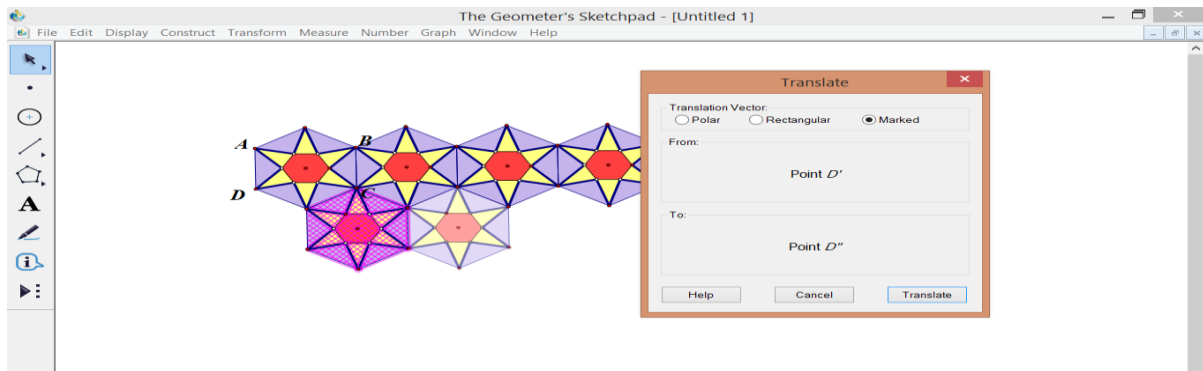 The Geometer's Sketchpad - [Untitled 1]
File Edit Display Construct Transform Measure Number Graph Window Help
A
Translate
Translation Vector:
Polar Rectangular Marked
From:
Point D'
To:
Point D"
Help Cancel Translate
A B
D C